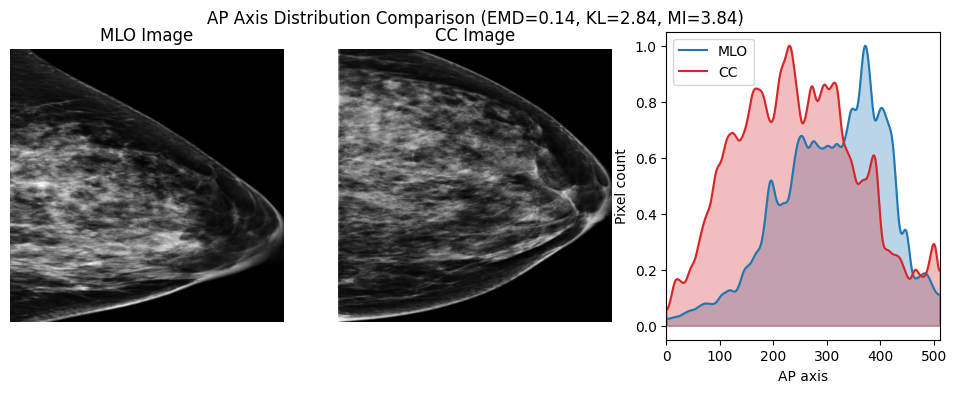 AP Axis Distribution Comparison (EMD=0.14, KL=2.84, MI=3.84)
MLO Image
CC Image
MLO
CC
1.0
0.8
0.6
0.4
0.2
0.0
Pixel count
0 100 200 300 400 500
AP axis